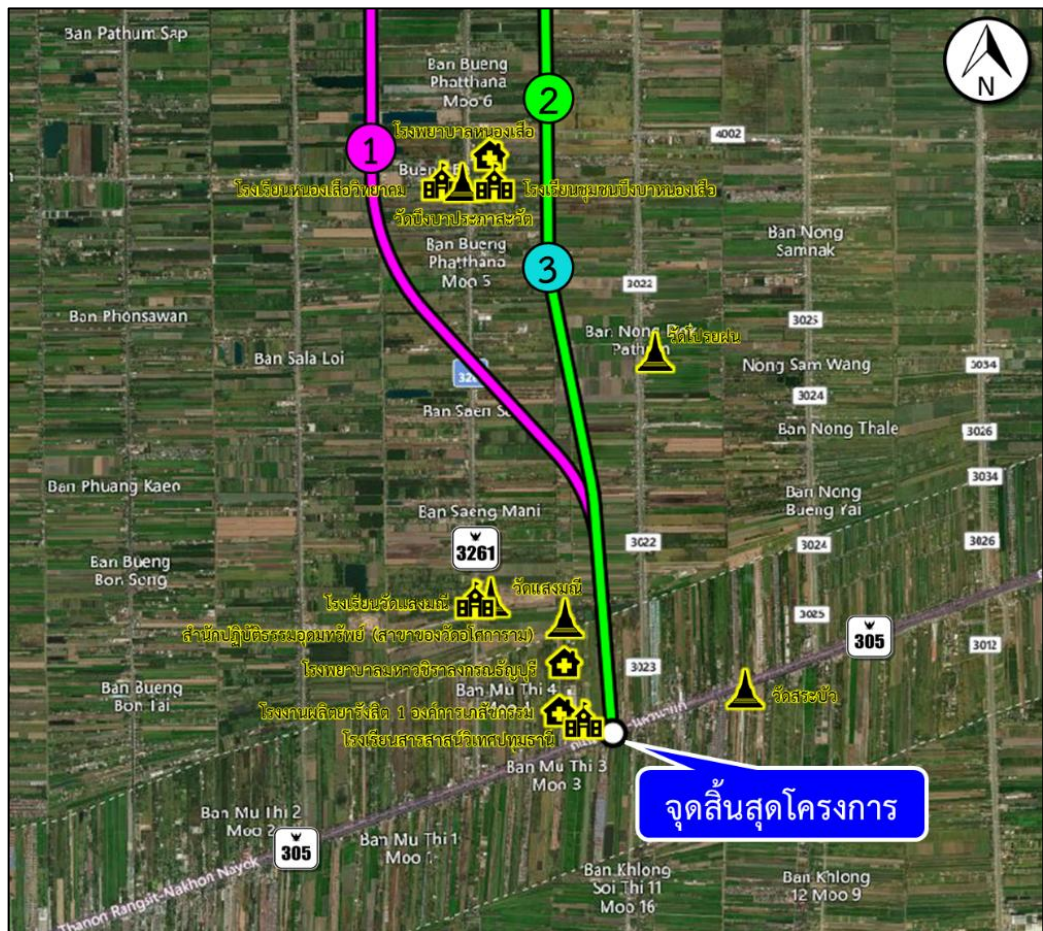 Ban Pathum Sap
N
Ban Bueng
Phatthana
Moo 6
2
4002
1
โรงพยาบาลหนองเสือ
โรงเรียนหนองเสือวิทยาคม
โรงเรียนชุมชนบึงบาหนองเสือ
วัดบึงบาประภาสะวัต
Ban Bueng
Phatthana
Moo 5
3
Ban Nong
Samnak
3022
Ban Phonsawan
3025
Ban Sala Loi
วัดโปรยฝน
Nong Sam Wang
3034
3024
Ban Nong Thale
3026
Ban Phuang Kaeo
3034
Ban Nong
Bueng Yai
Ban Saeng Mani
3261
3022
3024
3026
Ban Bueng
Bon Song
โรงเรียนวัดแสงมณี
วัดแสงมณี
สำนักปฏิบัติธรรมอุดมทรัพย์ (สาขาของวัดอโศการาม)
3025
305
3012
โรงพยาบาลมหาวชิราลงกรณธัญบุรี
3023
Ban Bueng
Bon Tai
Ban Mu Thi 4
วัดสระบัว
โรงงานผลิตยารังสิต 1 องค์การเภสัชกรรม
โรงเรียนสารสาสน์วิเทศปทุมธานี
Ban Mu Thi 3
Moo 3
จุดสิ้นสุดโครงการ
Ban Mu Thi 2
Moo 2
305
Ban Mu Thi 1
Ban Khlong
Soi Thi 11
Moo 16
Ban Khlong
12 Moo 9
Thanon Rangsit-Nakhon Nayok